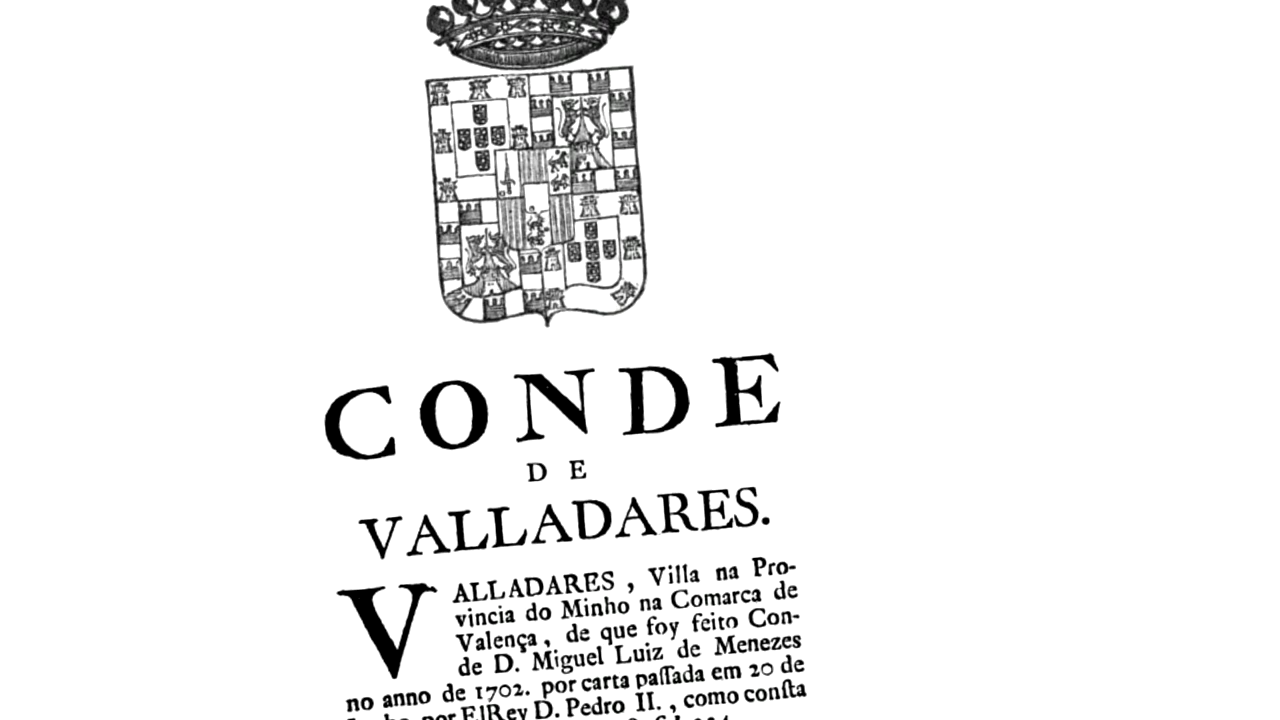 CONDE
DE
VALLADARES.
VALLADARES, Villa na Pro-
vincia do Minho na Comarca de
Valença, de que foy feito Con-
de D. Miguel Luiz de Menezes
no anno de 1702. por carta paſſada em 20 de
por ElRey D. Pedro II., como conſta